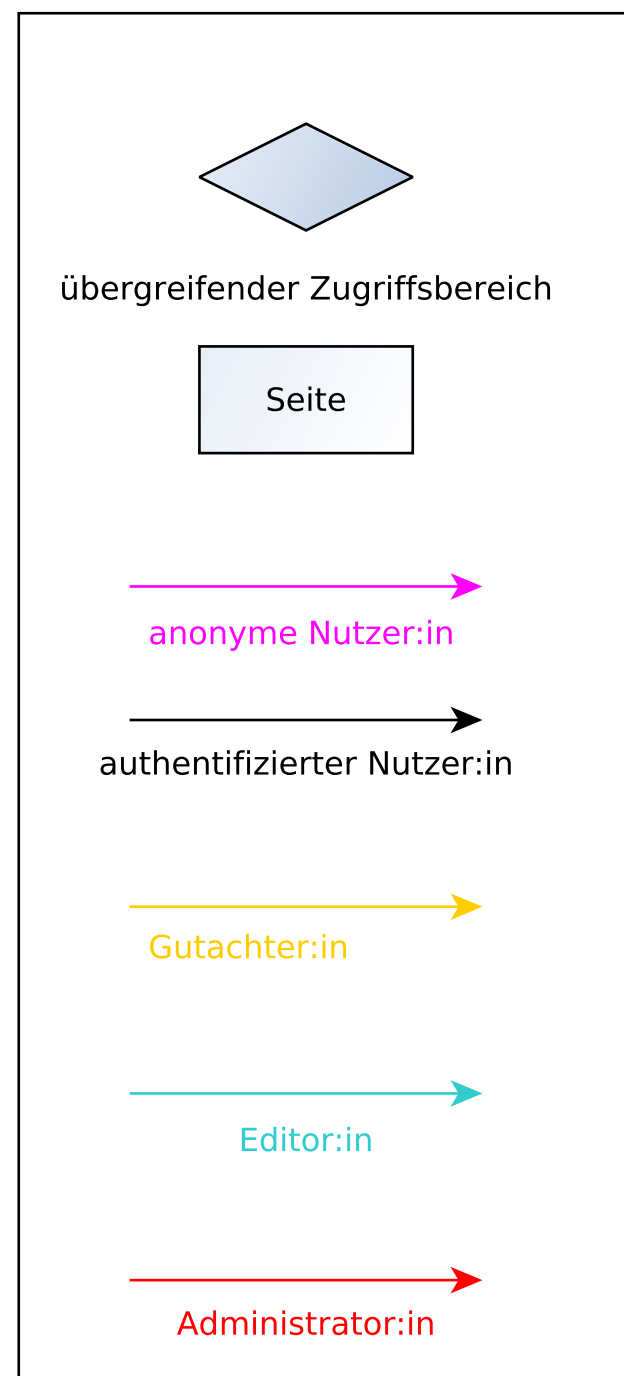 übergreifender Zugriffsbereich
Seite
anonyme Nutzer:in
authentifizierter Nutzer:in
Gutachter:in
Editor:in
Administrator:in